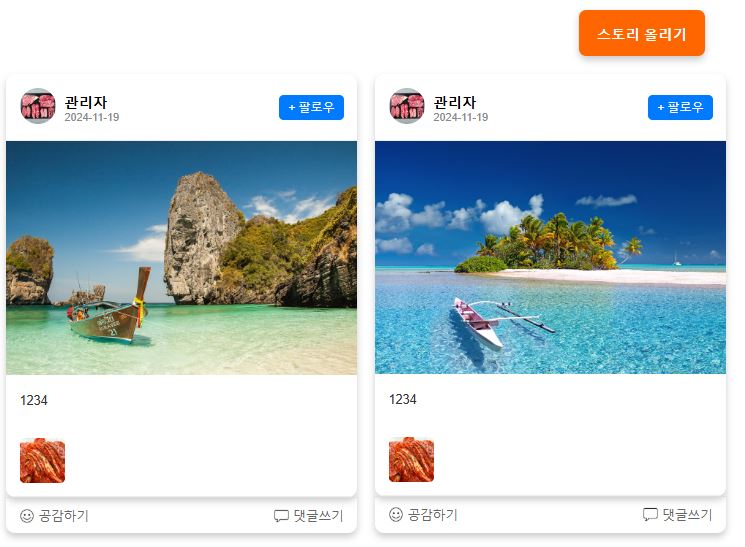 스토리 올리기
관리자
2024-11-19
+ 팔로우
관리자
2024-11-19
+ 팔로우
1234
1234
공감하기
댓글쓰기
공감하기
댓글쓰기